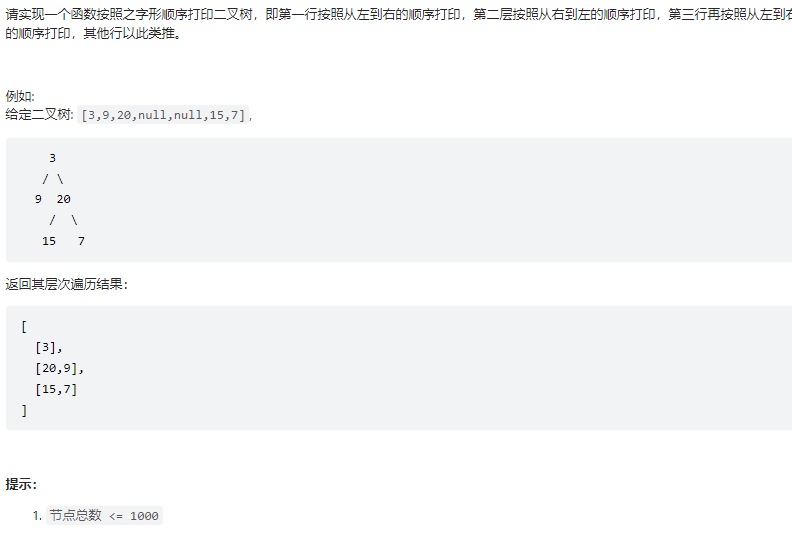 请实现一个函数按照之字形顺序打印二叉树，即第一行按照从左到右的顺序打印，第二层按照从右到左的顺序打印，第三行再按照从左到右
的顺序打印，其他行以此类推。
例如:
给定二叉树: [3,9,20,null,null,15,7],
3
/ \
9 20
/ \
15 7
返回其层次遍历结果：
[
[3],
[20,9],
[15,7]
]
提示：
1. 节点总数 <= 1000